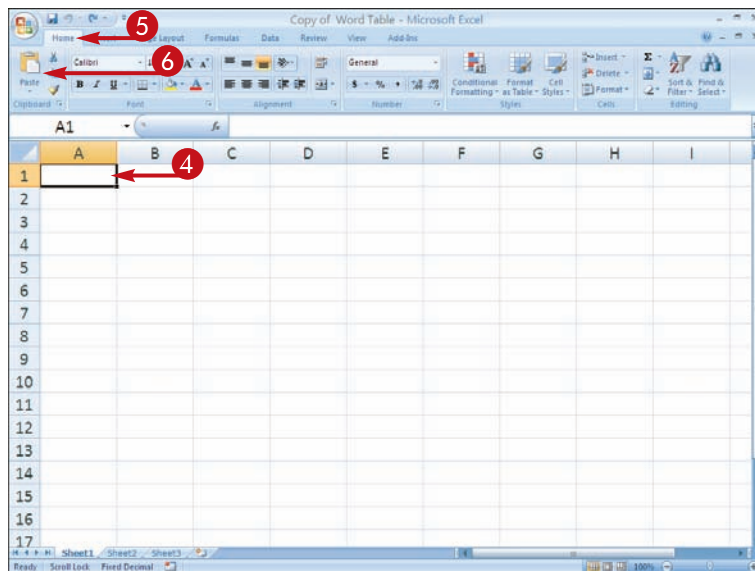 Copy of Word Table - Microsoft Excel
5
Home Layout Formulas Data Review View Add-Ins
6
Calibri General Insert
Paste Conditional Format Cell Delete Sort & Find &
B I U $ % , Formatting as Table Styles Format Filter Select
Clipboard Font Alignment Number Styles Cells Editing
A1 fx
A B C D E F G H I
4
1
2
3
4
5
6
7
8
9
10
11
12
13
14
15
16
17
Sheet1 Sheet2 Sheet3
Ready Scroll Lock Fixed Decimal 100%